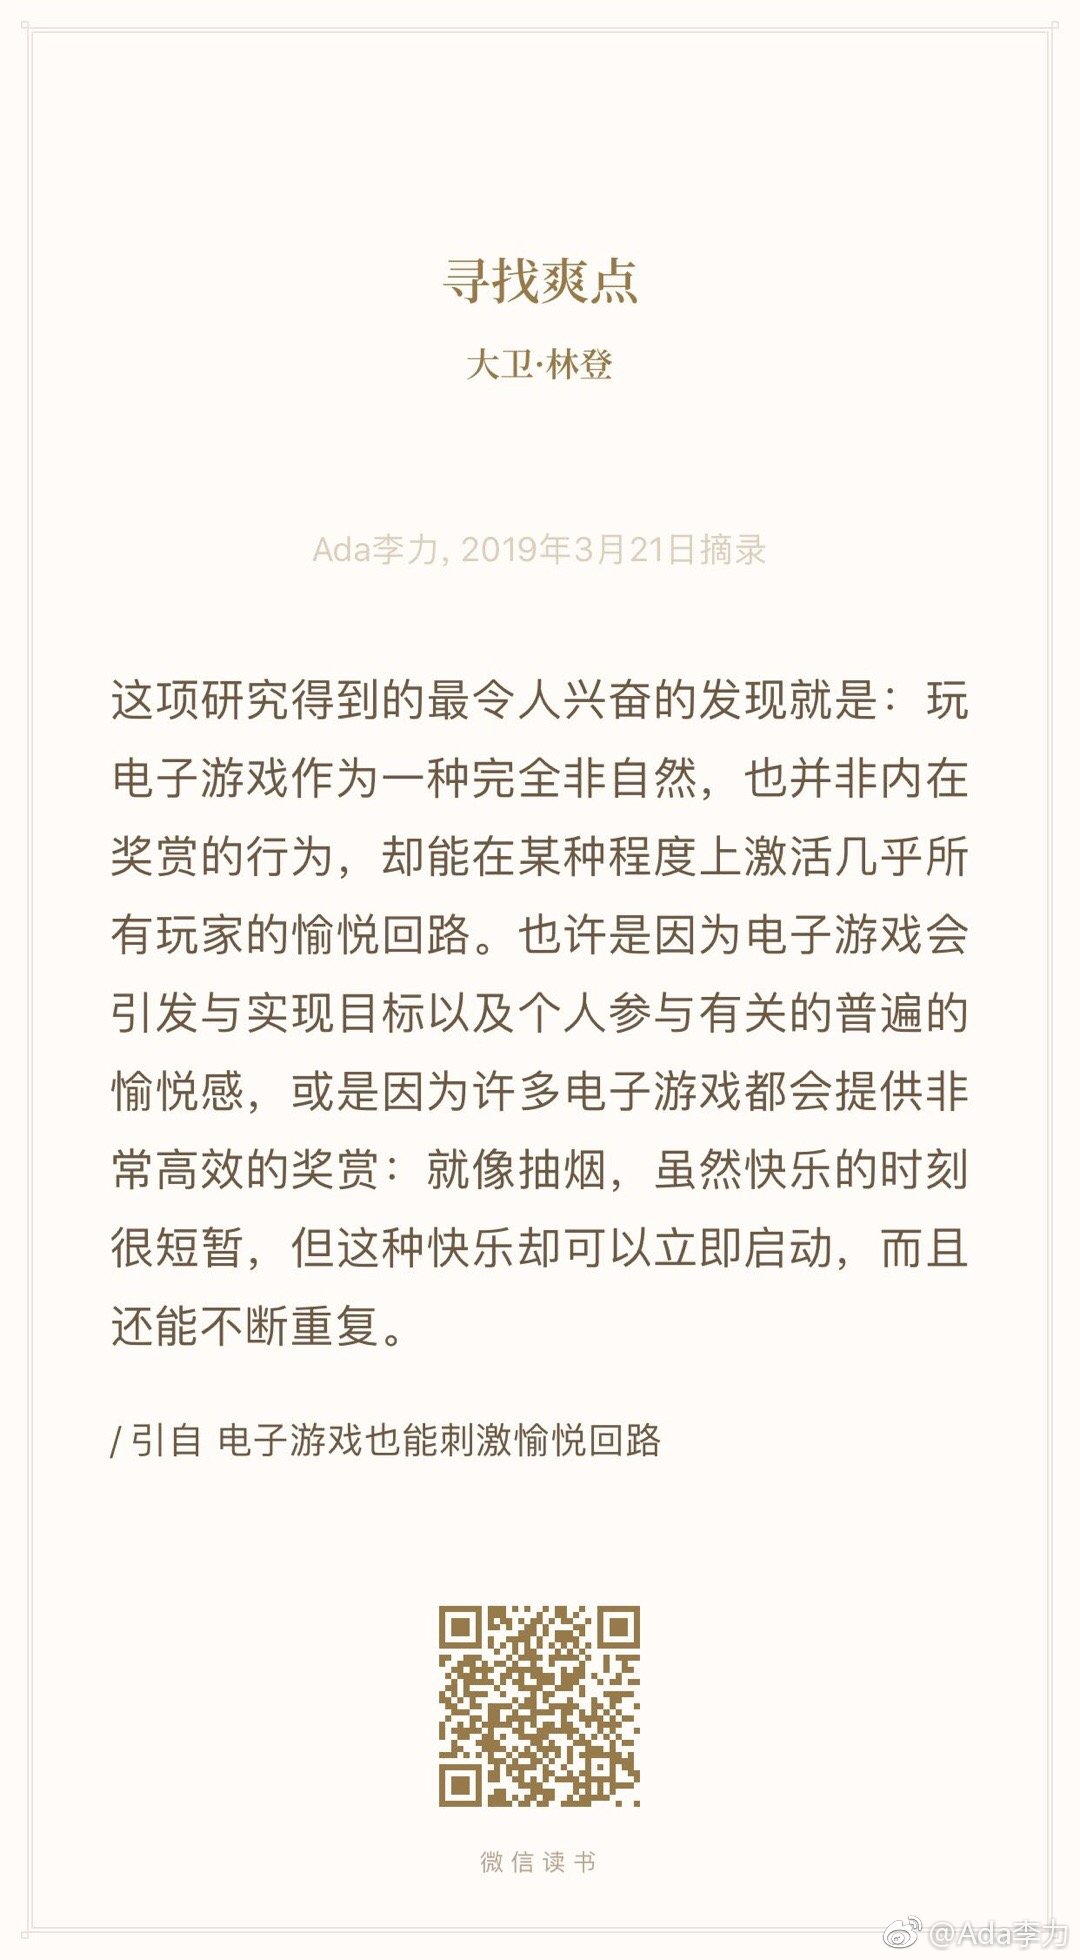 寻找爽点
大卫·林登
Ada李力, 2019年3月21日摘录
这项研究得到的最令人兴奋的发现就是：玩
电子游戏作为一种完全非自然，也并非内在
奖赏的行为，却能在某种程度上激活几乎所
有玩家的愉悦回路。也许是因为电子游戏会
引发与实现目标以及个人参与有关的普遍的
愉悦感，或是因为许多电子游戏都会提供非
常高效的奖赏：就像抽烟，虽然快乐的时刻
很短暂，但这种快乐却可以立即启动，而且
还能不断重复。
/ 引自 电子游戏也能刺激愉悦回路
微信读书
@Ada李力